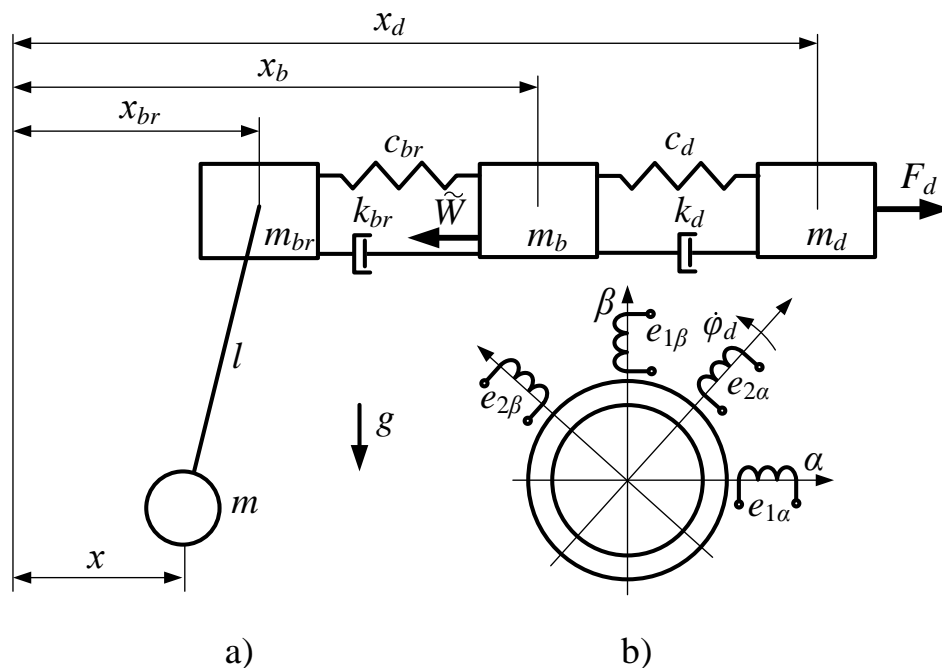 x_d
x_b
x_br
c_br
c_d
F_d
k_br
W̃
k_d
m_br
m_b
m_d
β
e_1β
φ̇_d
l
e_2β
e_2α
g
α
m
e_1α
x
a)
b)